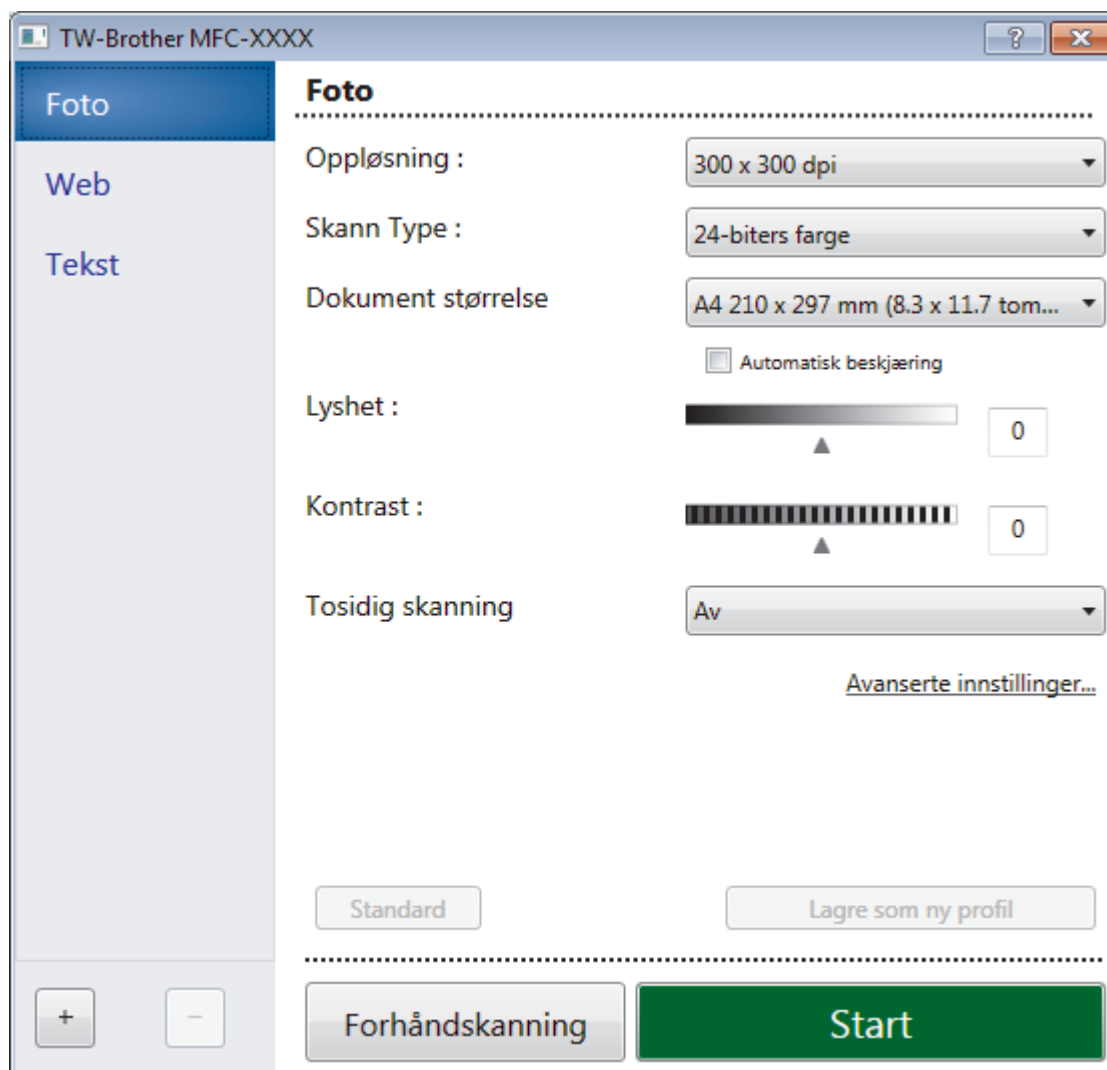 TW-Brother MFC-XXXX
?
Foto
Web
Tekst
Foto
Oppløsning :
300 x 300 dpi
Skann Type :
24-biters farge
Dokument størrelse
A4 210 x 297 mm (8.3 x 11.7 tom...
Automatisk beskjæring
Lyshet :
0
Kontrast :
0
Tosidig skanning
Av
Avanserte innstillinger...
Standard
Lagre som ny profil
+
−
Forhåndskanning
Start